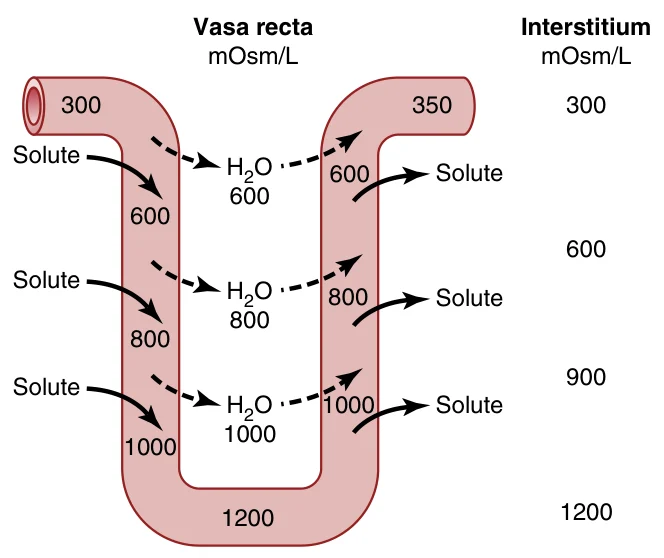 Vasa recta
mOsm/L
Interstitium
mOsm/L
300
350
300
Solute
H2O
600
600
Solute
600
600
Solute
H2O
800
800
Solute
800
900
Solute
H2O
1000
1000
Solute
1000
1200
1200